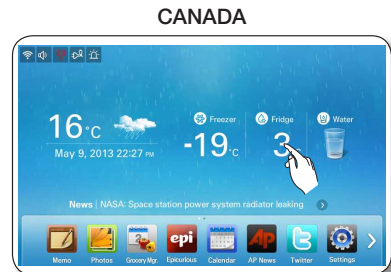 CANADA
16°C
May 9, 2013 22:27 PM
Freezer
-19°C
Fridge
3
Water
News | NASA: Space station power system radiator leaking
epi
AP
Memo Photos Grocery Mgr. Epicurious Calendar AP News Twitter Settings